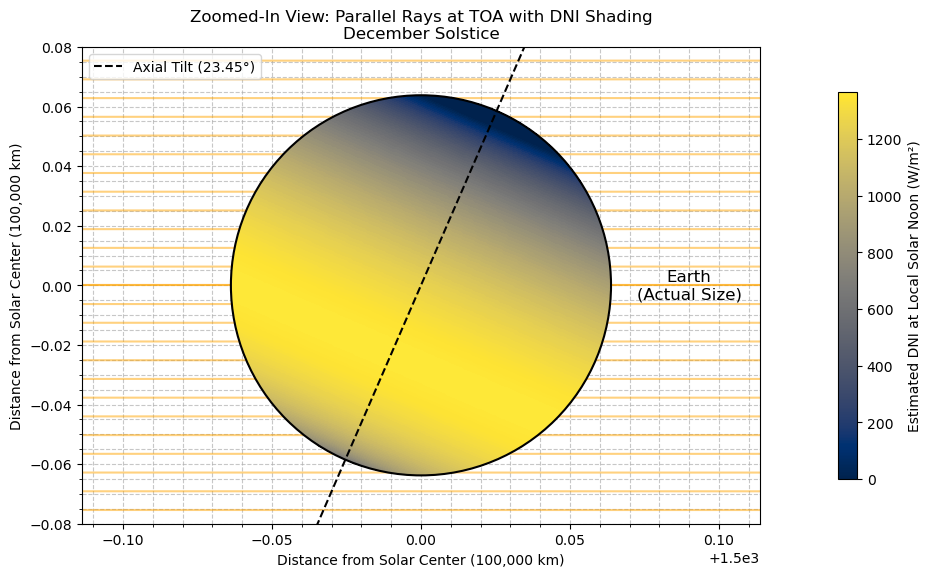 Zoomed-In View: Parallel Rays at TOA with DNI Shading
December Solstice
Axial Tilt (23.45°)
0.08
0.06
0.04
0.02
0.00
−0.02
−0.04
−0.06
−0.08
Distance from Solar Center (100,000 km)
Earth
(Actual Size)
−0.10
−0.05
0.00
0.05
0.10
+1.5e3
Distance from Solar Center (100,000 km)
1200
1000
800
600
400
200
0
Estimated DNI at Local Solar Noon (W/m²)